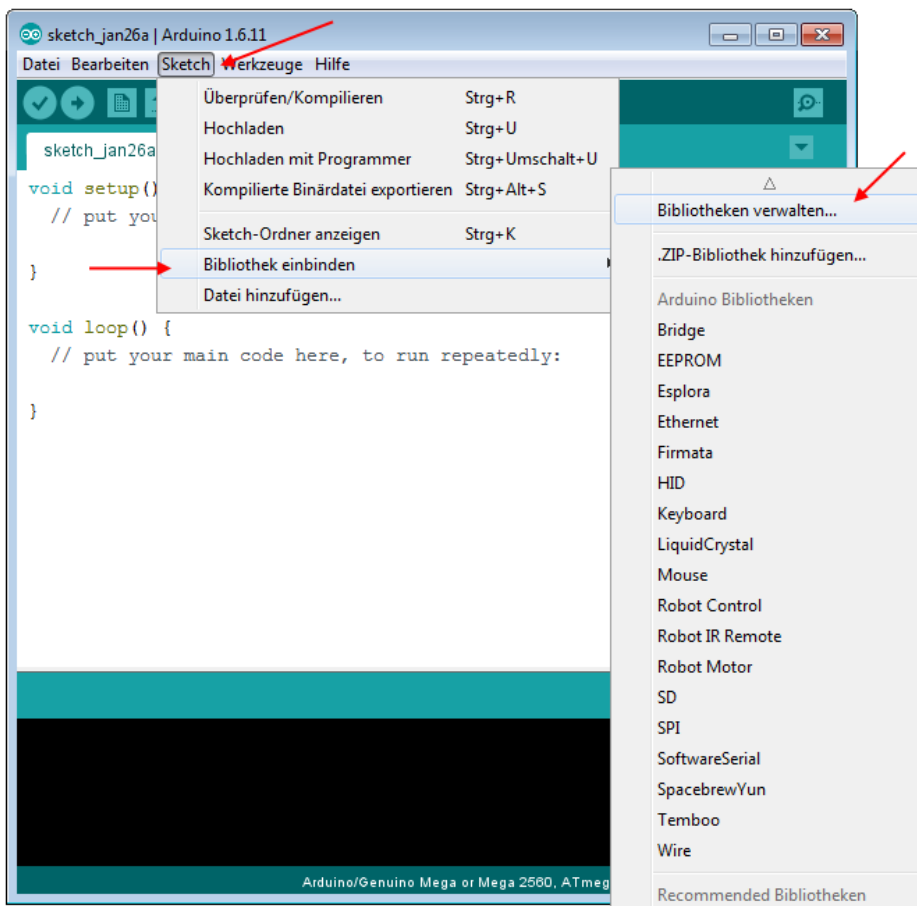 sketch_jan26a | Arduino 1.6.11
Datei Bearbeiten Sketch Werkzeuge Hilfe
Überprüfen/Kompilieren Strg+R
Hochladen Strg+U
Hochladen mit Programmer Strg+Umschalt+U
Kompilierte Binärdatei exportieren Strg+Alt+S
Sketch-Ordner anzeigen Strg+K
Bibliothek einbinden
Datei hinzufügen...
sketch_jan26a
void setup()
// put you
}
void loop() {
// put your main code here, to run repeatedly:
}
Bibliotheken verwalten...
.ZIP-Bibliothek hinzufügen...
Arduino Bibliotheken
Bridge
EEPROM
Esplora
Ethernet
Firmata
HID
Keyboard
LiquidCrystal
Mouse
Robot Control
Robot IR Remote
Robot Motor
SD
SPI
SoftwareSerial
SpacebrewYun
Temboo
Wire
Recommended Bibliotheken
Arduino/Genuino Mega or Mega 2560, ATmeg